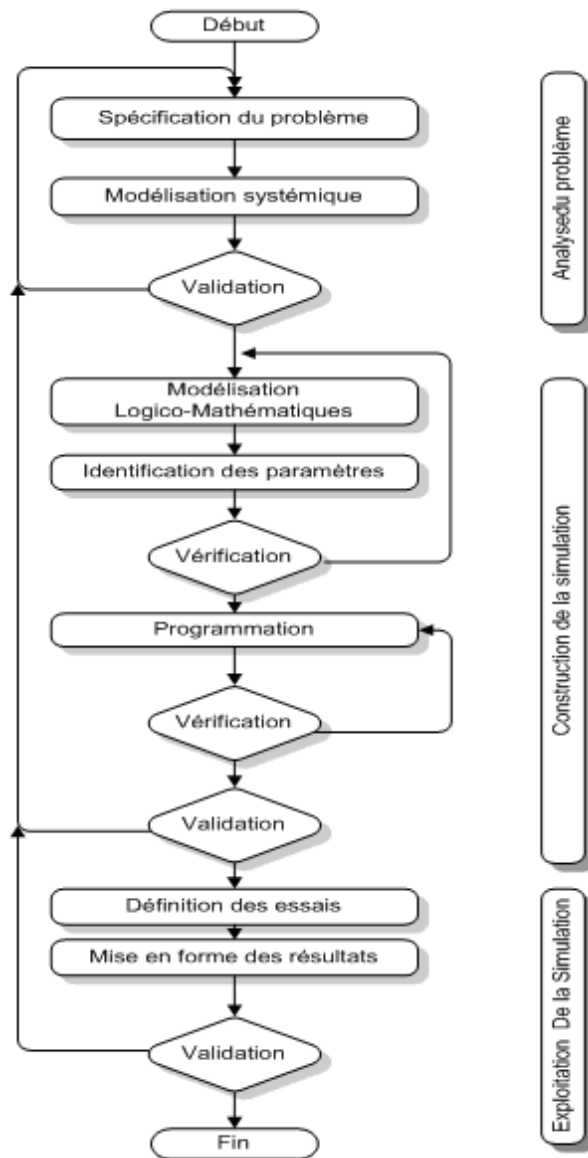 Début
Spécification du problème
Modélisation systémique
Validation
Modélisation
Logico-Mathématiques
Identification des paramètres
Vérification
Programmation
Vérification
Validation
Définition des essais
Mise en forme des résultats
Validation
Fin
Analysedu problème
Construction de la simulation
Exploitation De la Simulation